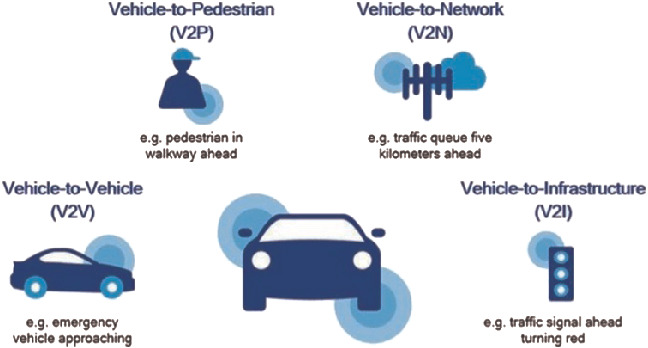 Vehicle-to-Pedestrian
(V2P)
e.g. pedestrian in
walkway ahead
Vehicle-to-Network
(V2N)
e.g. traffic queue five
kilometers ahead
Vehicle-to-Vehicle
(V2V)
e.g. emergency
vehicle approaching
Vehicle-to-Infrastructure
(V2I)
e.g. traffic signal ahead
turning red